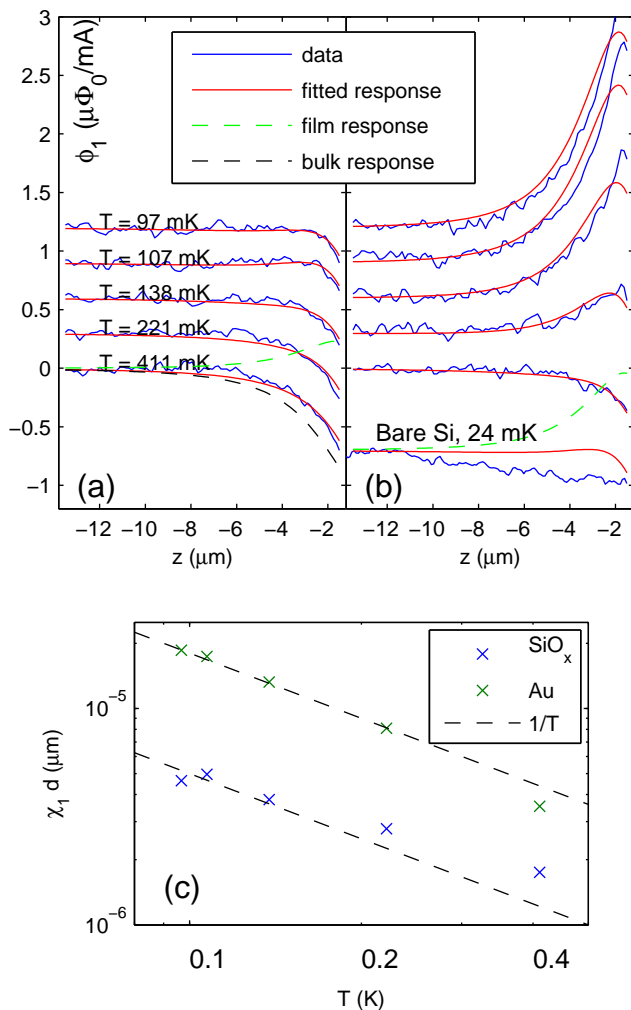 3
2.5
2
1.5
1
0.5
0
−0.5
−1
ϕ₁ (μΦ₀/mA)
data
fitted response
film response
bulk response
T = 97 mK
T = 107 mK
T = 138 mK
T = 221 mK
T = 411 mK
(a)
−12 −10 −8 −6 −4 −2
z (μm)
Bare Si, 24 mK
(b)
−12 −10 −8 −6 −4 −2
z (μm)
10⁻⁵
10⁻⁶
χ₁ d (μm)
SiOₓ
Au
1/T
(c)
0.1 0.2 0.4
T (K)